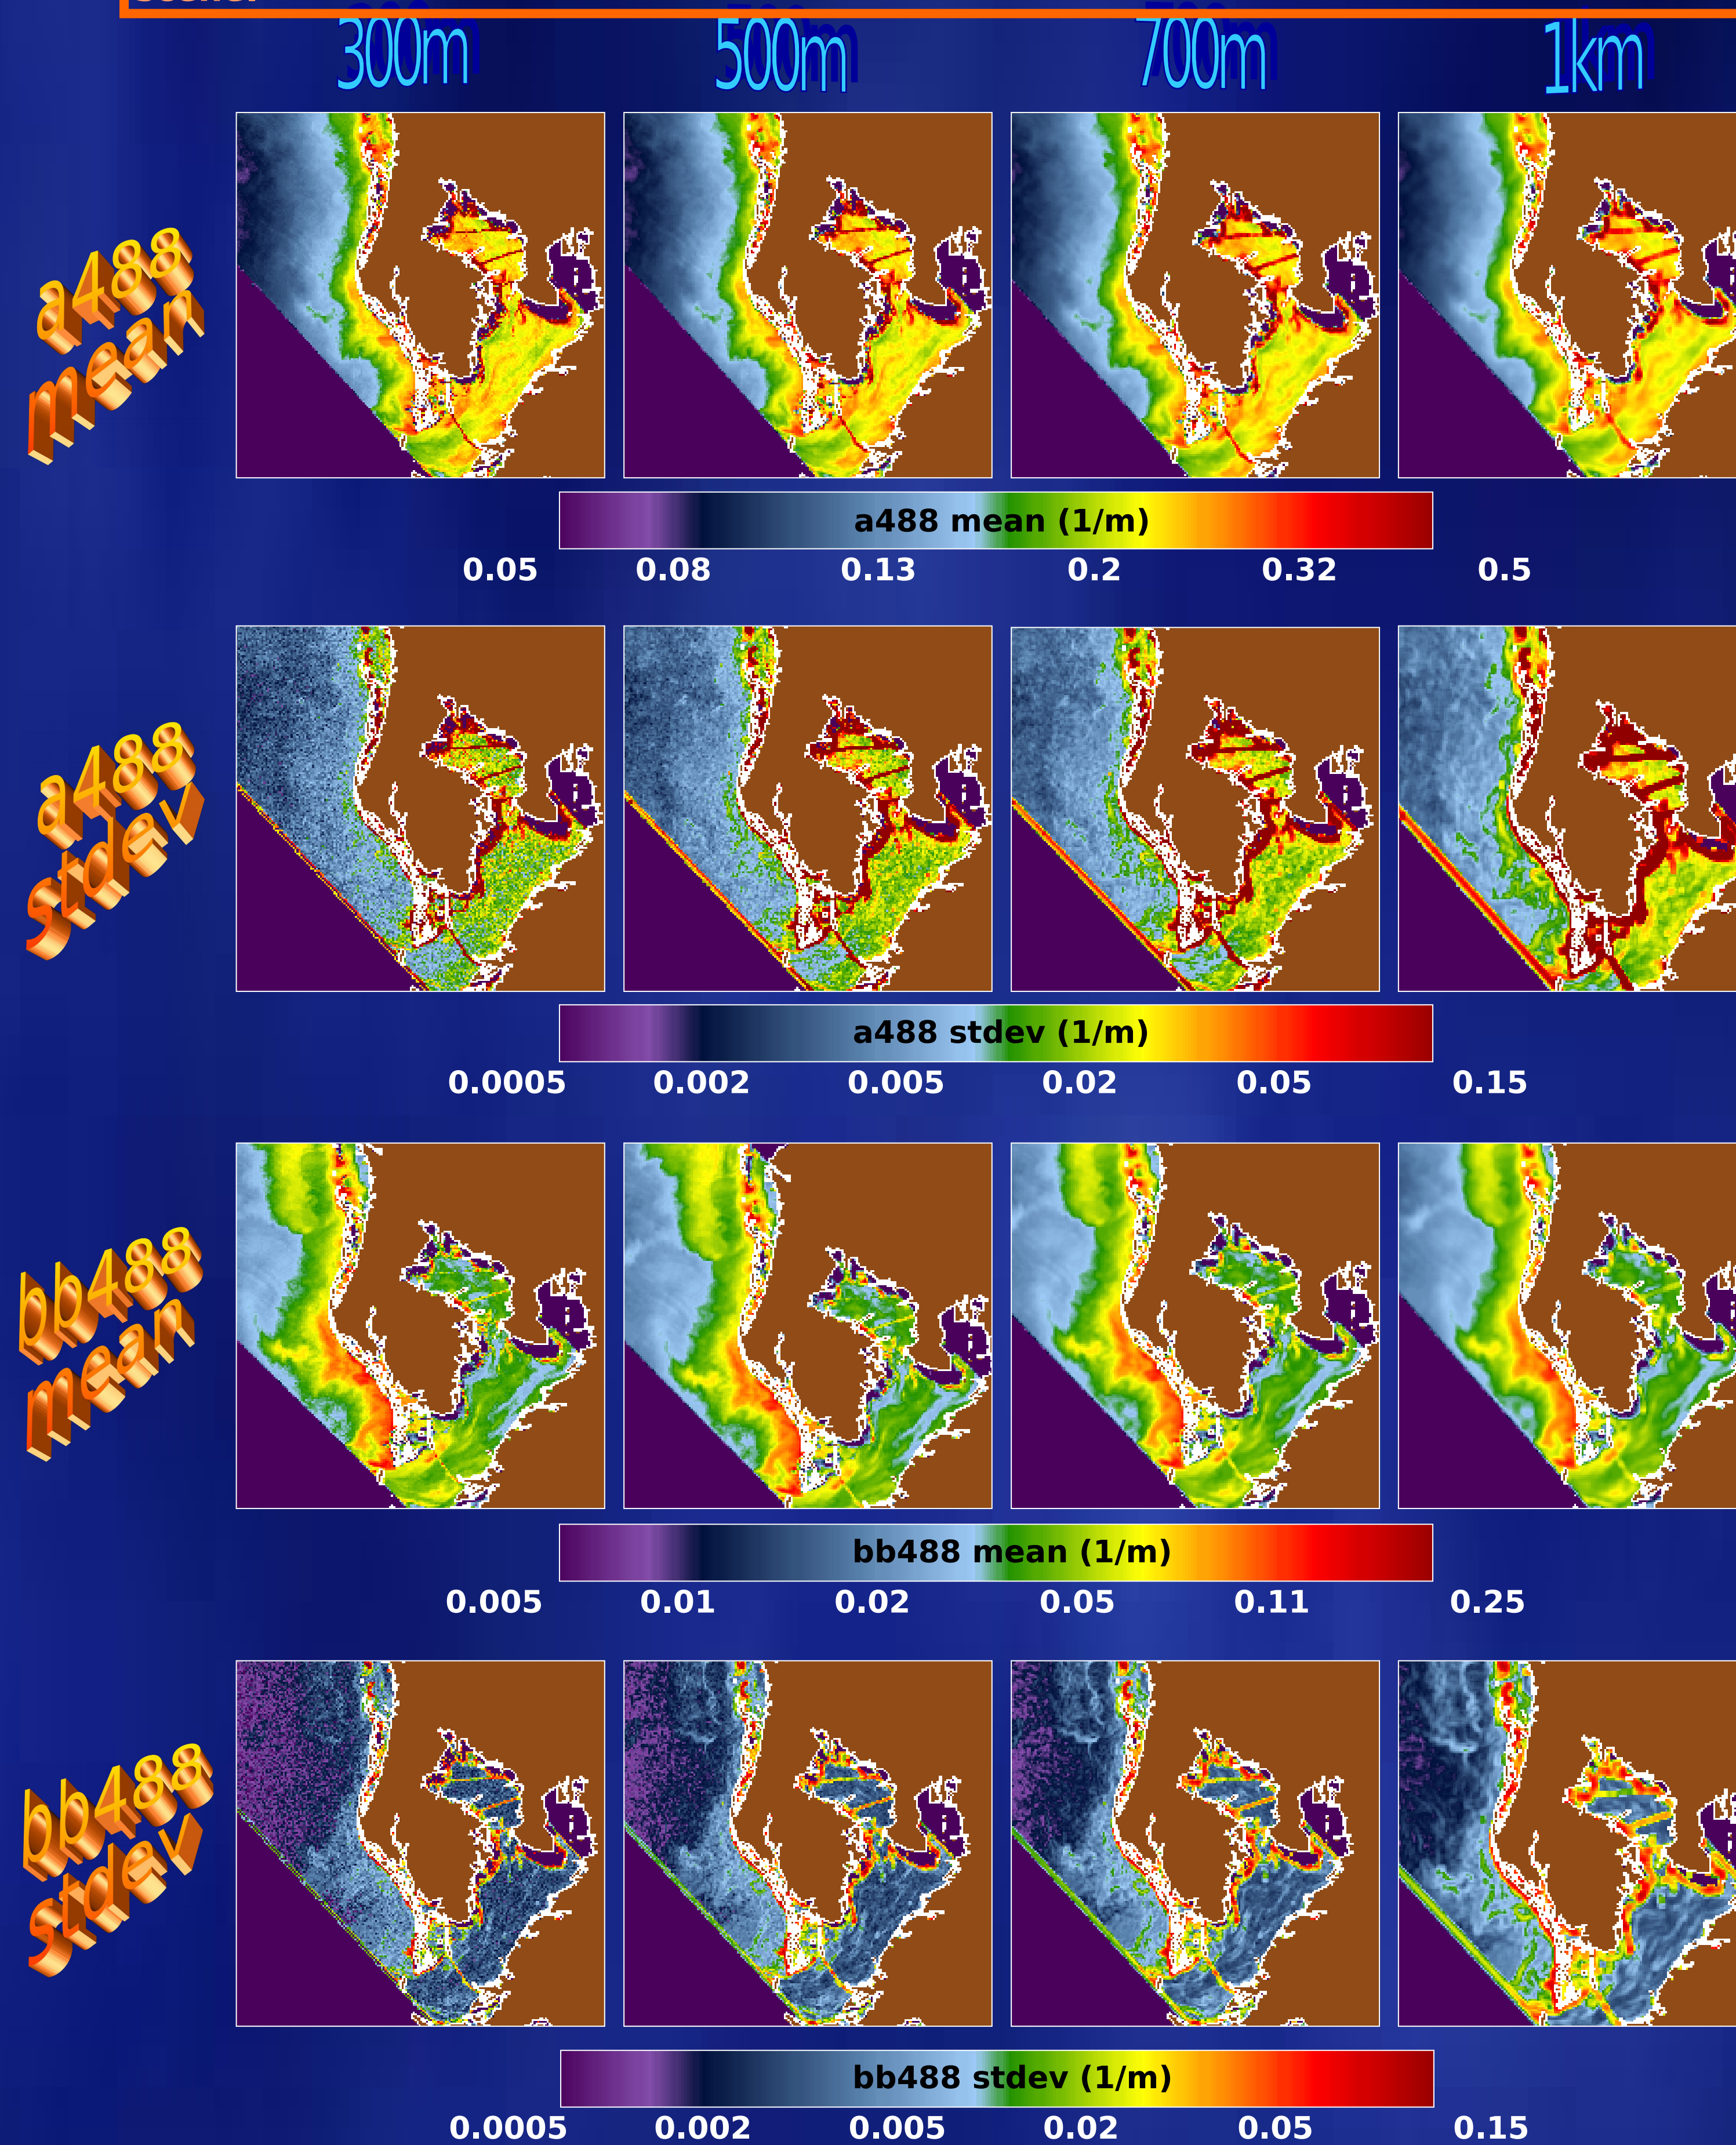 300m 500m 700m 1km
a488 mean
a488 mean (1/m)
0.05 0.08 0.13 0.2 0.32 0.5
a488 stdev
a488 stdev (1/m)
0.0005 0.002 0.005 0.02 0.05 0.15
bb488 mean
bb488 mean (1/m)
0.005 0.01 0.02 0.05 0.11 0.25
bb488 stdev
bb488 stdev (1/m)
0.0005 0.002 0.005 0.02 0.05 0.15